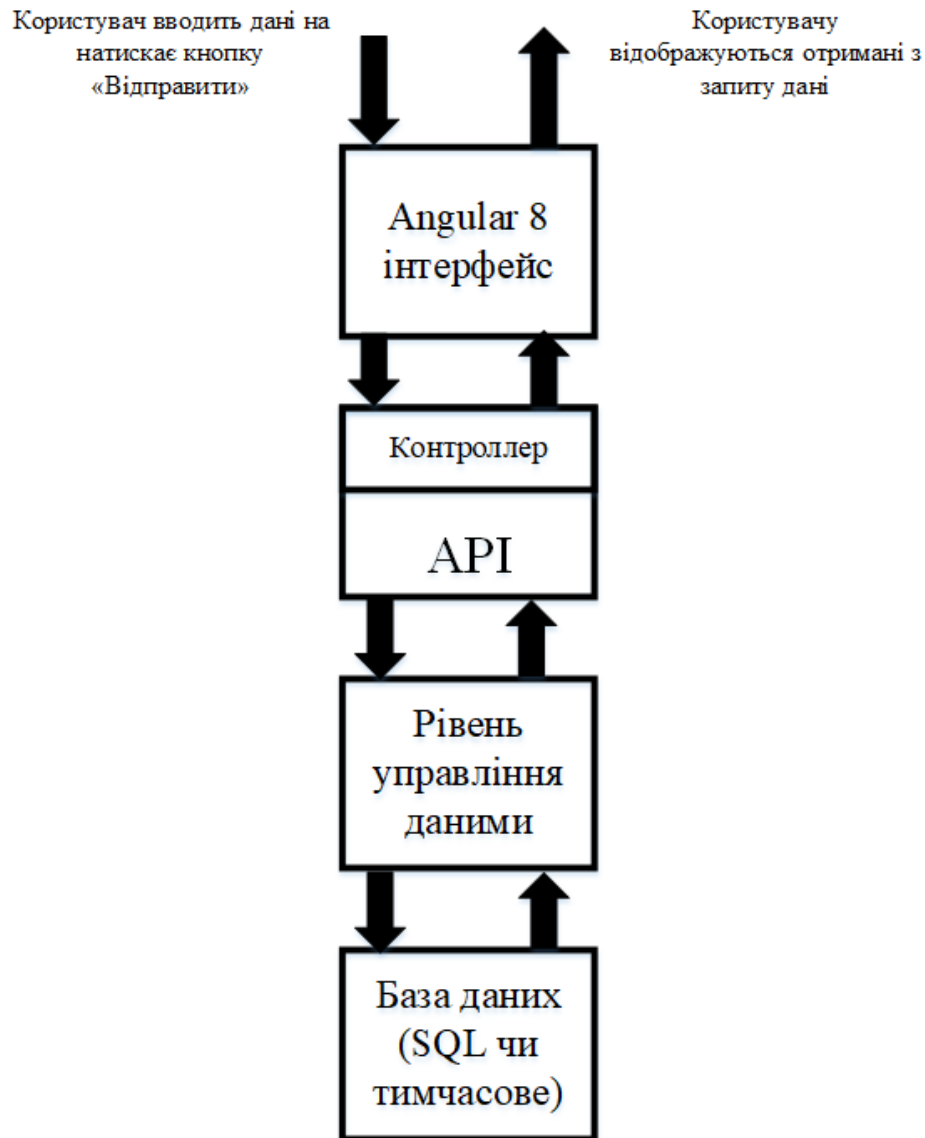 Користувач вводить дані на
натискає кнопку
«Відправити»
Користувачу
відображуються отримані з
запиту дані
Angular 8
інтерфейс
Контроллер
API
Рівень
управління
даними
База даних
(SQL чи
тимчасове)